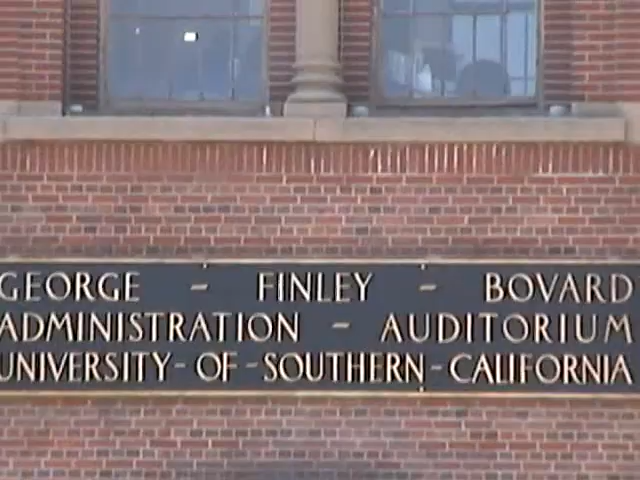 GEORGE - FINLEY - BOVARD
ADMINISTRATION - AUDITORIUM
UNIVERSITY - OF - SOUTHERN - CALIFORNIA